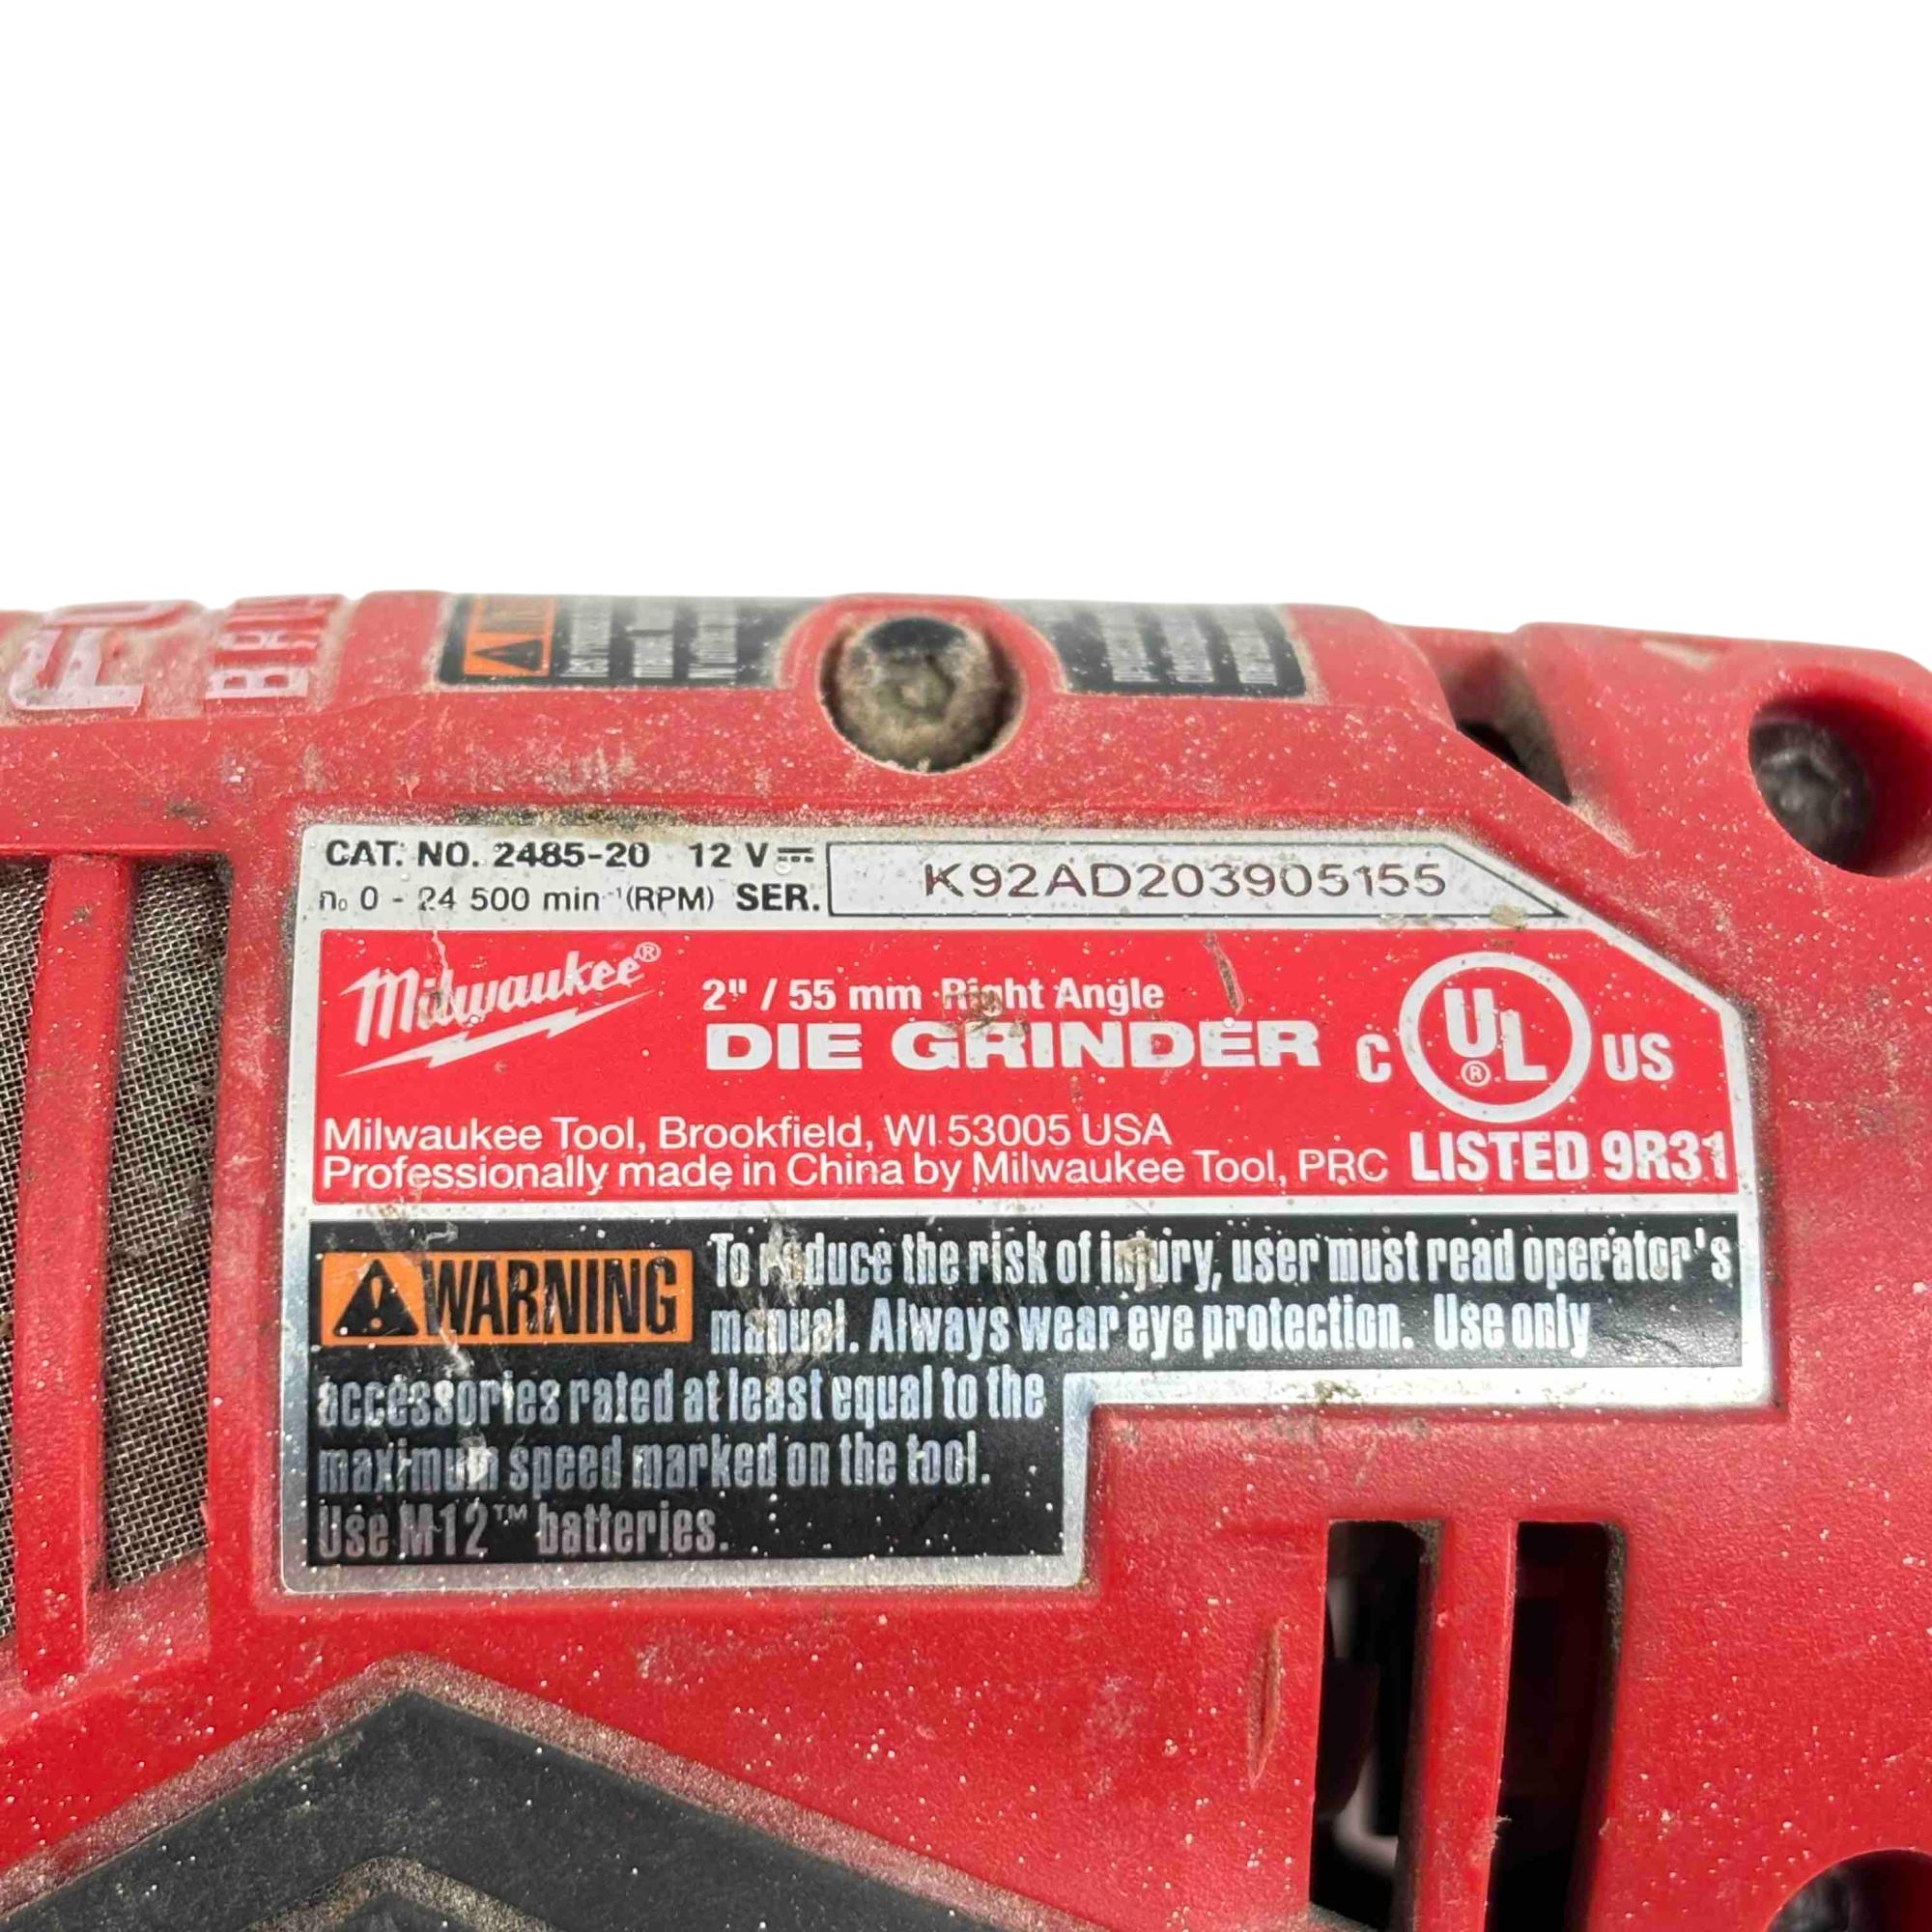 CAT. NO. 2485-20 12 V ⎓
n₀ 0 - 24 500 min⁻¹ (RPM) SER. K92AD203905155
Milwaukee®
2" / 55 mm Right Angle
DIE GRINDER
C UL® US
LISTED 9R31
Milwaukee Tool, Brookfield, WI 53005 USA
Professionally made in China by Milwaukee Tool, PRC
⚠ WARNING To reduce the risk of injury, user must read operator's
manual. Always wear eye protection. Use only
accessories rated at least equal to the
maximum speed marked on the tool.
Use M12™ batteries.